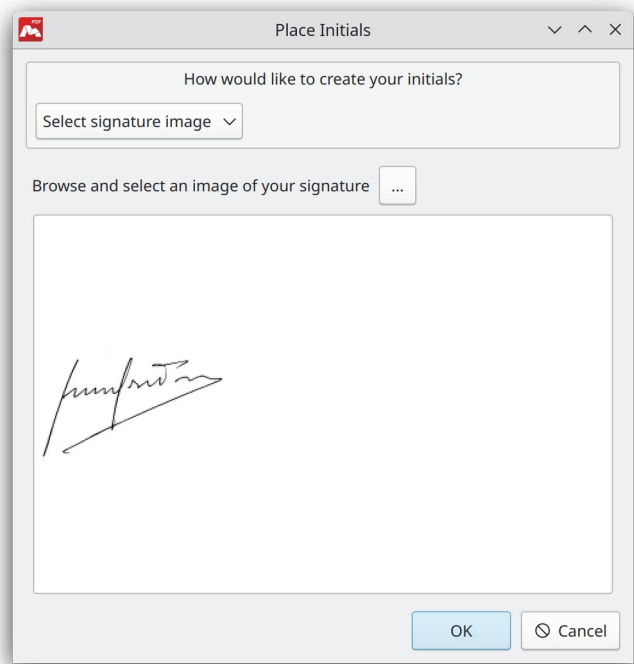 PDF
Place Initials
How would like to create your initials?
Select signature image
Browse and select an image of your signature
...
OK
Cancel